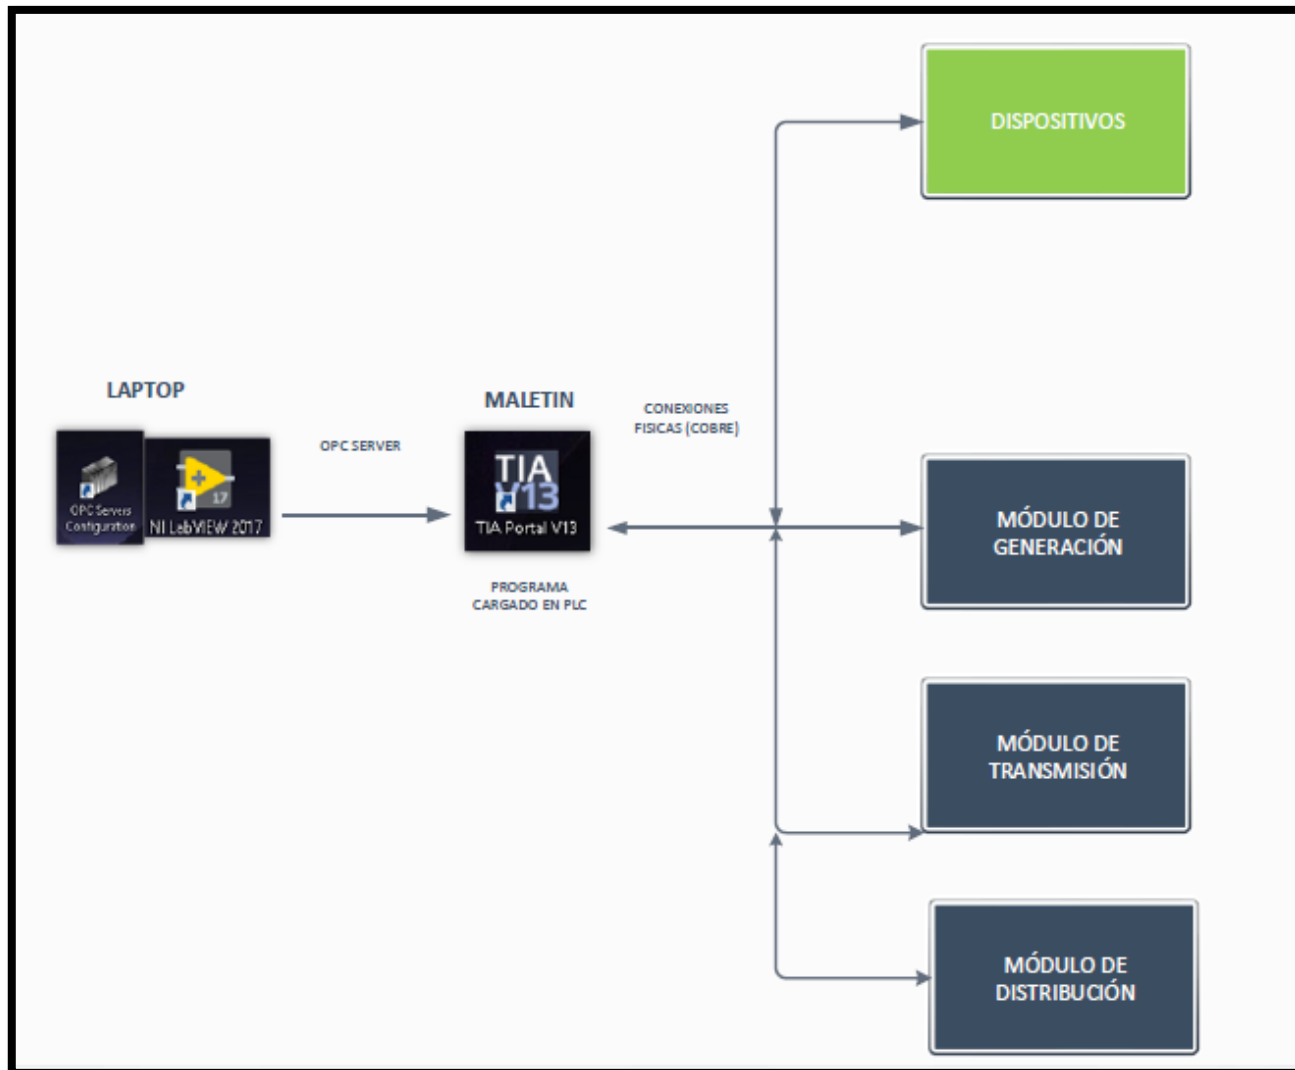 DISPOSITIVOS
LAPTOP
OPC Servers
Configuration
NI LabVIEW 2017
17
OPC SERVER
MALETIN
TIA
V13
TIA Portal V13
PROGRAMA
CARGADO EN PLC
CONEXIONES
FISICAS (COBRE)
MÓDULO DE
GENERACIÓN
MÓDULO DE
TRANSMISIÓN
MÓDULO DE
DISTRIBUCIÓN